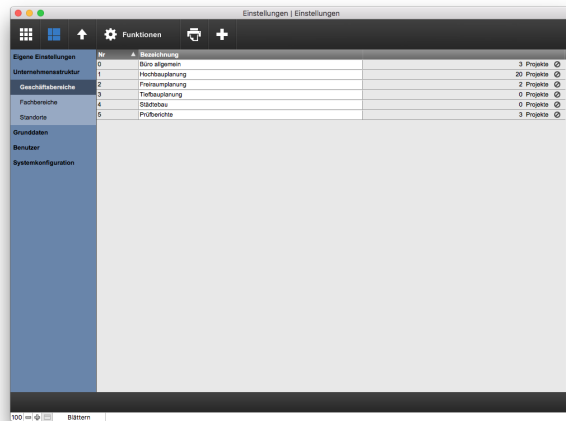 Einstellungen | Einstellungen
Funktionen
Eigene Einstellungen
Unternehmensstruktur
Geschäftsbereiche
Fachbereiche
Standorte
Grunddaten
Benutzer
Systemkonfiguration
Nr Bezeichnung
0 Büro allgemein 3 Projekte
1 Hochbauplanung 20 Projekte
2 Freiraumplanung 2 Projekte
3 Tiefbauplanung 0 Projekte
4 Städtebau 0 Projekte
5 Prüfberichte 3 Projekte
100 Blättern